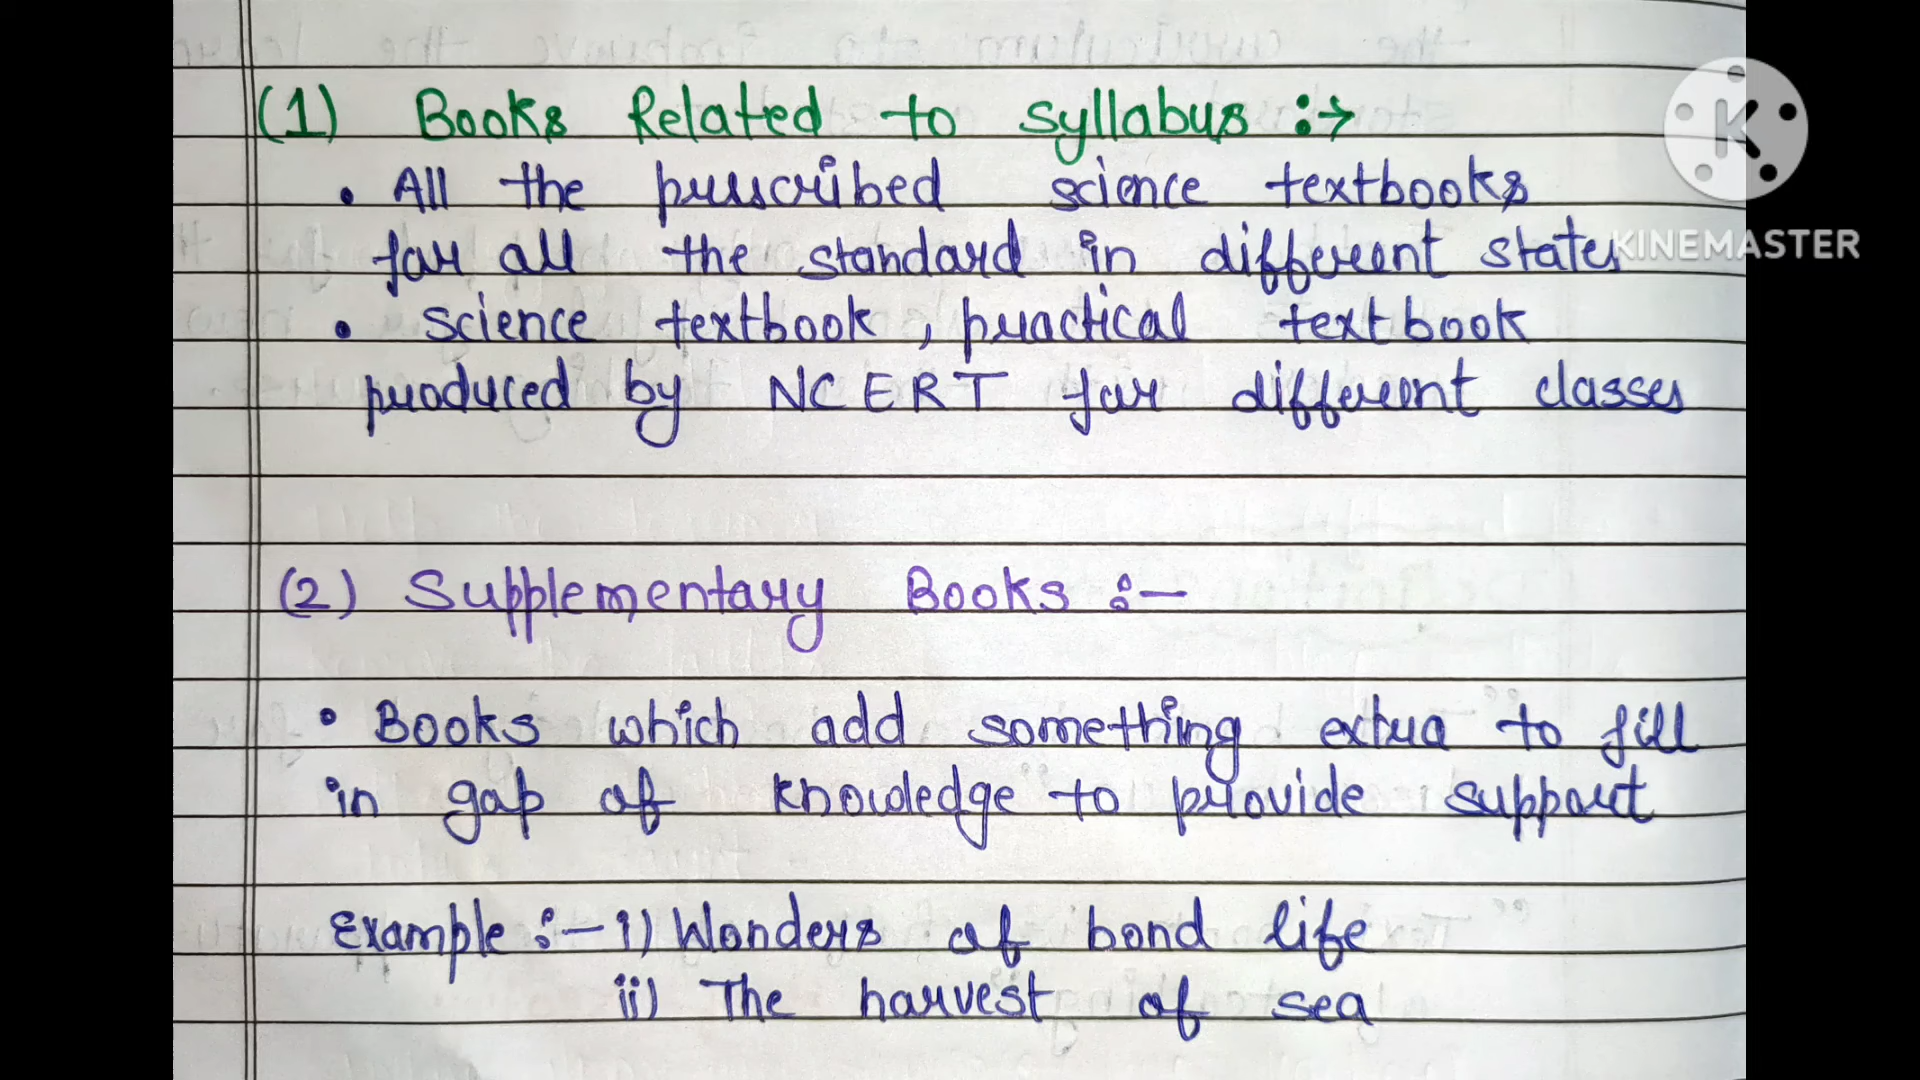 (1) Books Related to syllabus :→
• All the prescribed science textbooks
for all the standard in different states
• science textbook, practical textbook
produced by NCERT for different classes
(2) Supplementary Books :-
• Books which add something extra to fill
in gap of knowledge to provide support
Example :- i) Wonders of bond life
ii) The harvest of sea
K
KINEMASTER